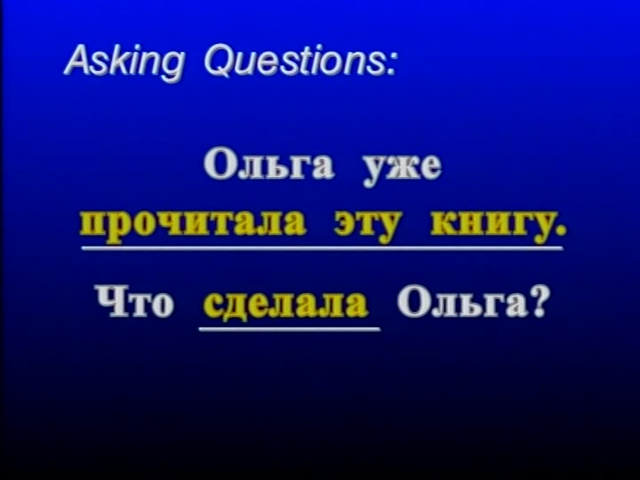 Asking Questions:
Ольга уже
прочитала эту книгу.
Что сделала Ольга?